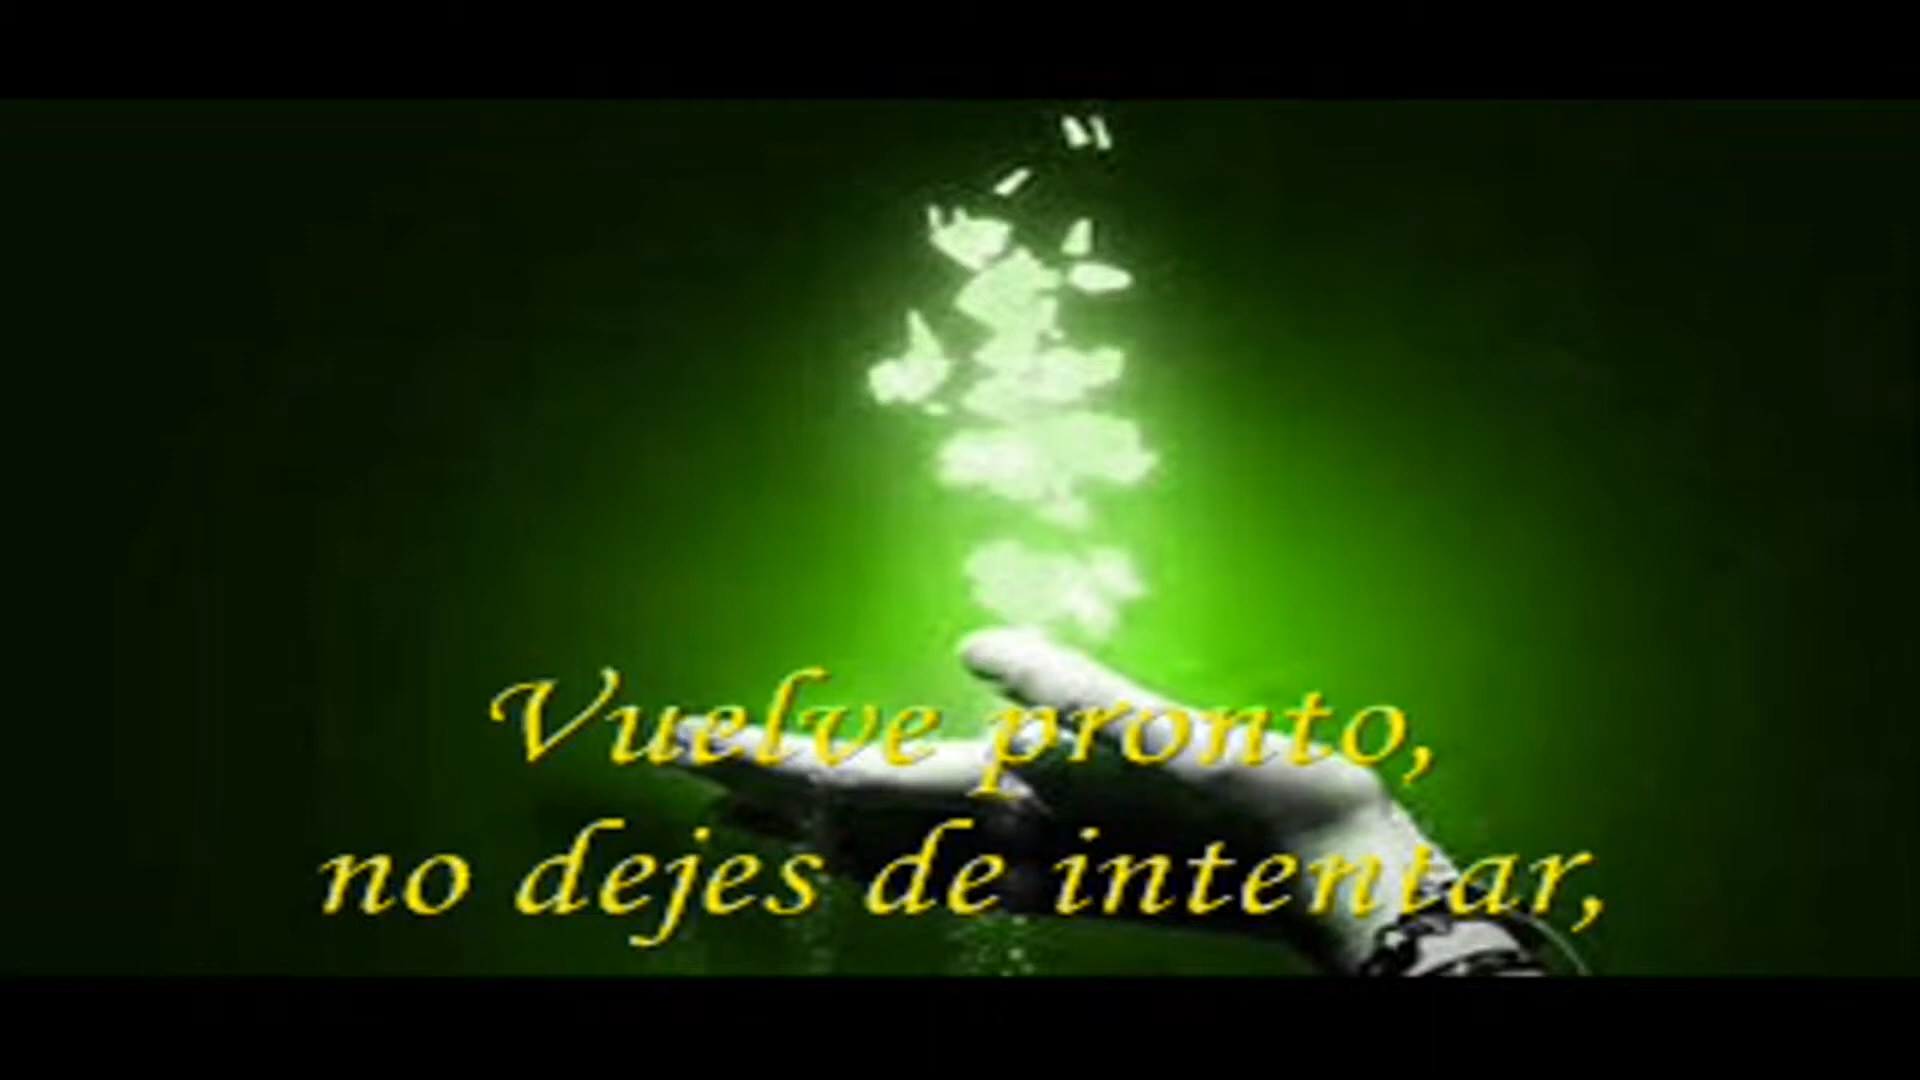 Vuelve pronto,
no dejes de intentar,